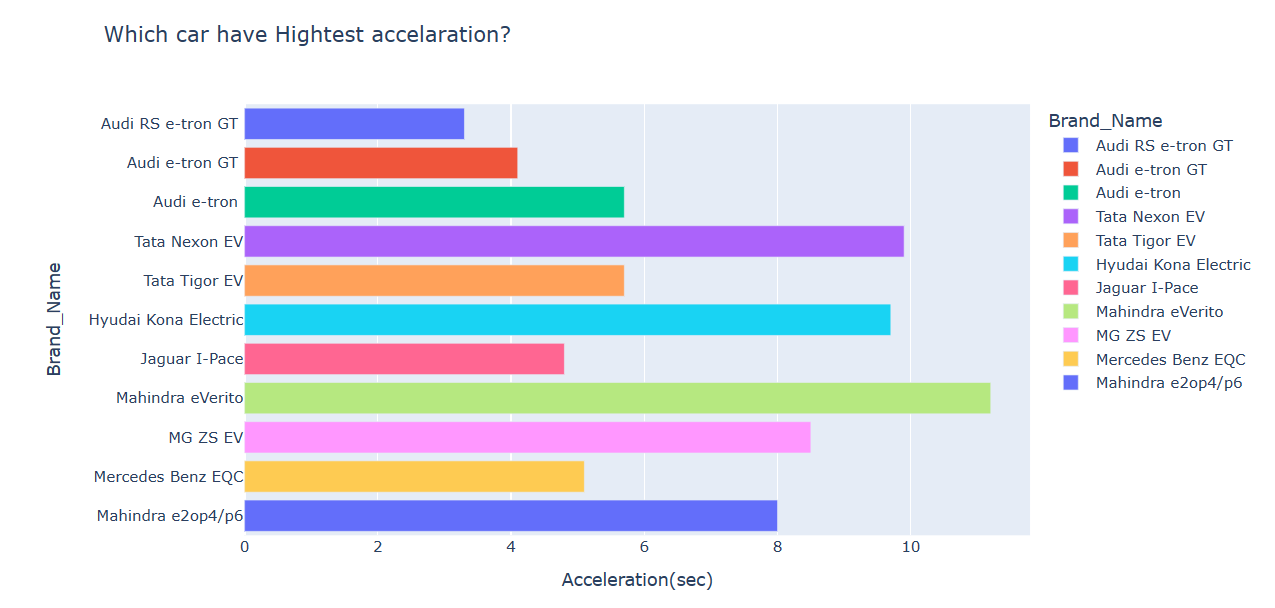 Which car have Hightest accelaration?
Brand_Name
Audi RS e-tron GT
Audi e-tron GT
Audi e-tron
Tata Nexon EV
Tata Tigor EV
Hyudai Kona Electric
Jaguar I-Pace
Mahindra eVerito
MG ZS EV
Mercedes Benz EQC
Mahindra e2op4/p6
0 2 4 6 8 10
Acceleration(sec)
Brand_Name
Audi RS e-tron GT
Audi e-tron GT
Audi e-tron
Tata Nexon EV
Tata Tigor EV
Hyudai Kona Electric
Jaguar I-Pace
Mahindra eVerito
MG ZS EV
Mercedes Benz EQC
Mahindra e2op4/p6